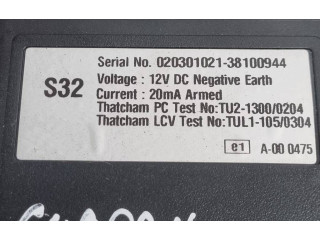 Serial No. 020301021-38100944
S32
Voltage : 12V DC Negative Earth
Current : 20mA Armed
Thatcham PC Test No:TU2-1300/0204
Thatcham LCV Test No:TUL1-105/0304
e1 A-00 0475